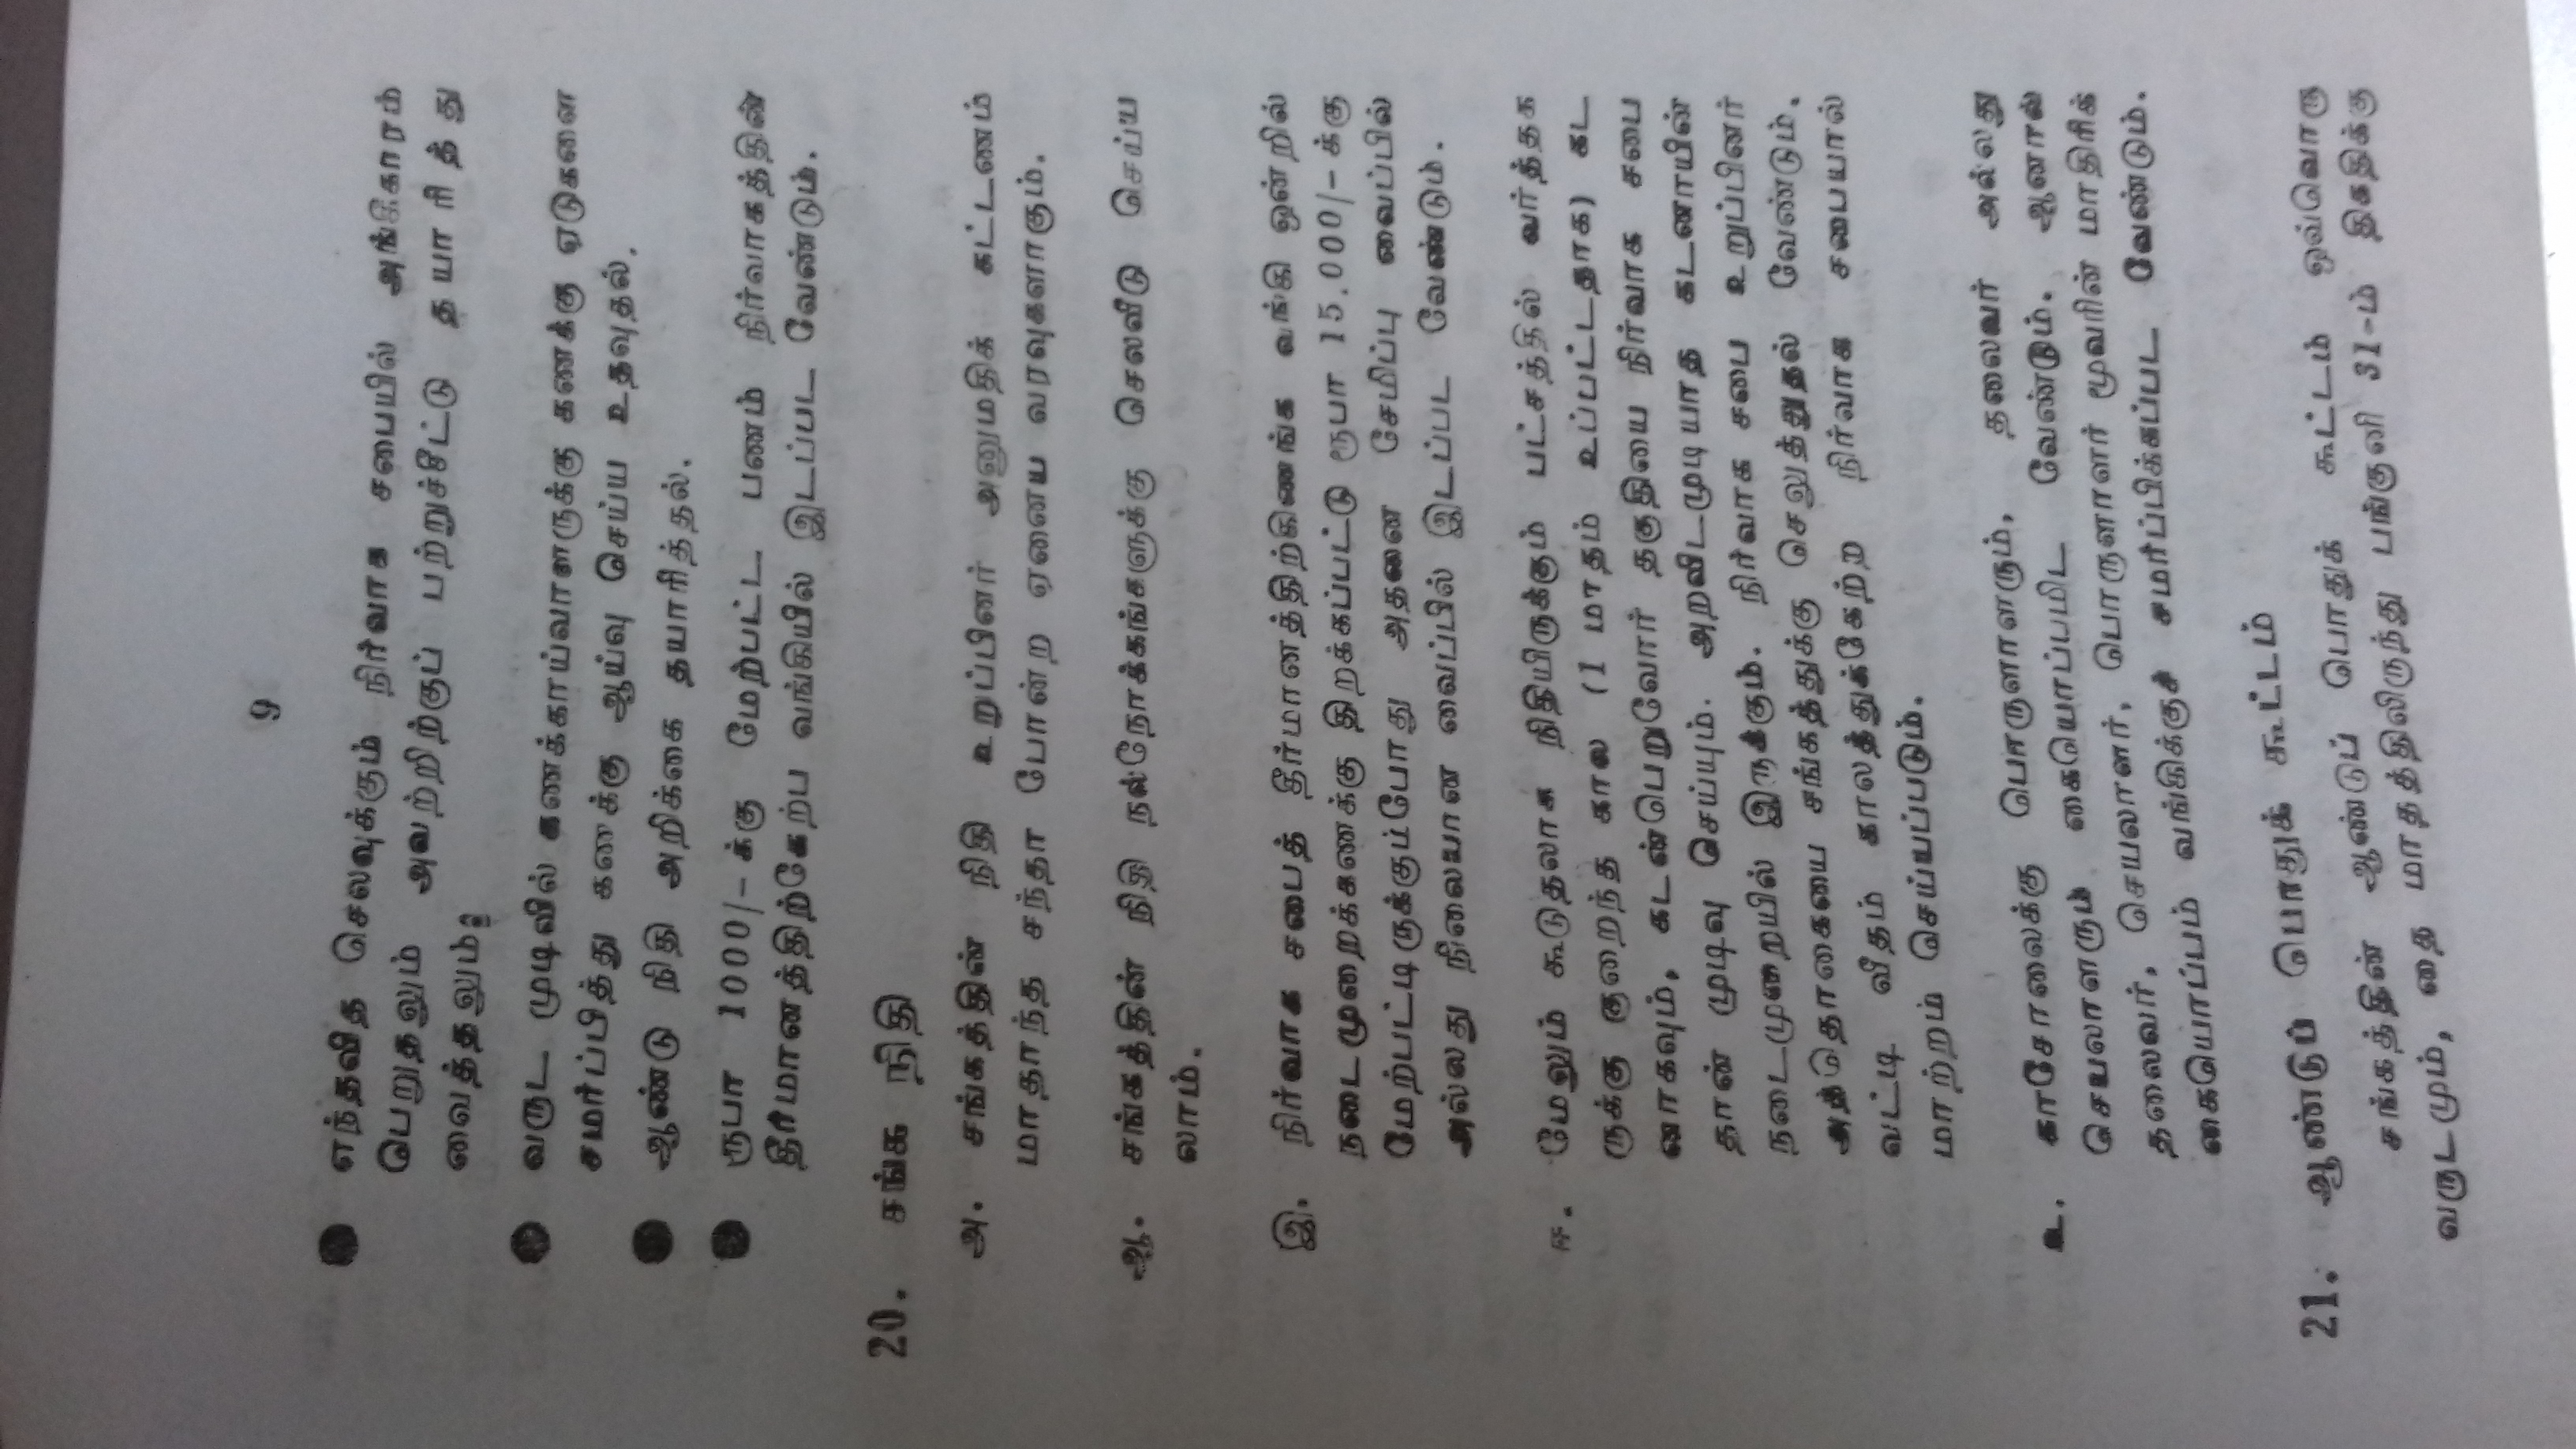 9
எந்தவித செலவுக்கும் நிர்வாக சபையில் அங்கிகாரம்
பெறுதலும் அவற்றிற்குப் பற்றுச்சீட்டு தயாரித்து
வைத்தலும்;
வருட முடிவில் கணக்காய்வாளருக்கு கணக்கு ஏடுகளை
சமர்ப்பித்து கணக்கு ஆய்வு செய்ய உதவுதல்.
ஆண்டு நிதி அறிக்கை தயாரித்தல்.
ரூபா 1000/- க்கு மேற்பட்ட பணம் நிர்வாகத்தின்
தீர்மானத்திற்கேற்ப வங்கியில் இடப்பட வேண்டும்.
20. சங்க நிதி
அ. சங்கத்தின் நிதி உறுப்பினர் அனுமதிக் கட்டணம்
மாதாந்த சந்தா போன்ற ஏனைய வரவுகளாகும்.
ஆ. சங்கத்தின் நிதி நல்நோக்கங்களுக்கு செலவீடு செய்ய
லாம்.
இ. நிர்வாக சபைத் தீர்மானத்திற்கிணங்க வங்கி ஒன்றில்
நடைமுறைக்கணக்கு திறக்கப்பட்டு ரூபா 15.000/- க்கு
மேற்பட்டிருக்கும்போது அதனை சேமிப்பு வைப்பில்
அல்லது நிலையான வைப்பில் இடப்பட வேண்டும்.
ஈ. மேலும் கூடுதலாக நிதியிருக்கும் பட்சத்தில் வர்த்தக
ருக்கு குறைந்த கால (1 மாதம் உப்பட்டதாக) கட
னாகவும், கடன்பெறுவோர் தகுதியை நிர்வாக சபை
தான் முடிவு செய்யும். அறவிடமுடியாத கடனாயின்
நடைமுறையில் இருக்கும். நிர்வாக சபை உறுப்பினர்
அத்தொகையை சங்கத்துக்கு செலுத்துதல் வேண்டும்.
வட்டி வீதம் காலத்துக்கேற்ற நிர்வாக சபையால்
மாற்றம் செய்யப்படும்.
உ. காசோலைக்கு பொருளாளரும், தலைவர் அல்லது
செயலாளரும் கையொப்பமிட வேண்டும். ஆனால்
தலைவர், செயலாளர், பொருளாளர் மூவரின் மாதிரிக்
கையொப்பம் வங்கிக்குச் சமர்ப்பிக்கப்பட வேண்டும்.
21. ஆண்டுப் பொதுக் கூட்டம்
சங்கத்தின் ஆண்டுப் பொதுக் கூட்டம் ஒவ்வொரு
வருடமும், தை மாதத்திலிருந்து பங்குனி 31-ம் திகதிக்கு